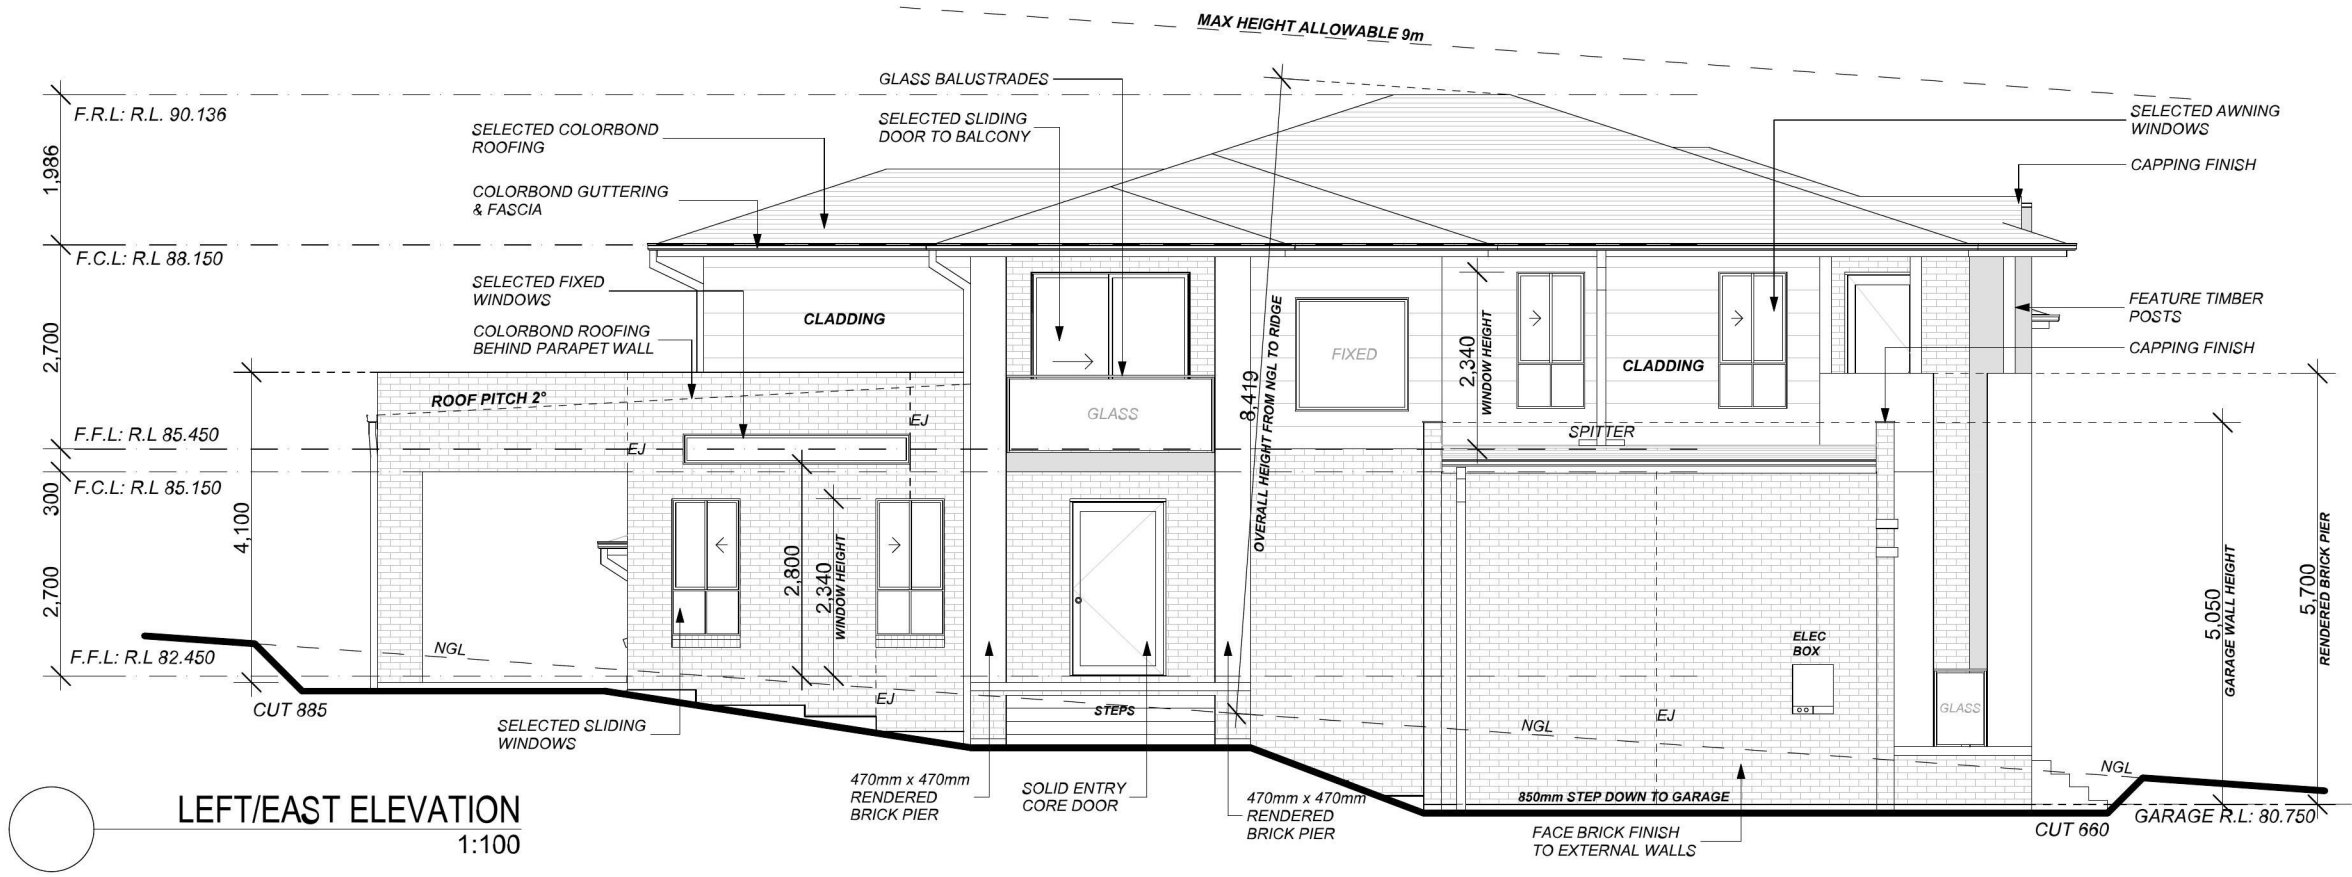 MAX HEIGHT ALLOWABLE 9m
F.R.L: R.L. 90.136
1,986
F.C.L: R.L 88.150
2,700
F.F.L: R.L 85.450
300
F.C.L: R.L 85.150
2,700
F.F.L: R.L 82.450
4,100
CUT 885
SELECTED COLORBOND
ROOFING
COLORBOND GUTTERING
& FASCIA
SELECTED FIXED
WINDOWS
COLORBOND ROOFING
BEHIND PARAPET WALL
ROOF PITCH 2°
GLASS BALUSTRADES
SELECTED SLIDING
DOOR TO BALCONY
CLADDING
EJ
EJ
2,800
2,340
WINDOW HEIGHT
NGL
EJ
SELECTED SLIDING
WINDOWS
GLASS
STEPS
470mm x 470mm
RENDERED
BRICK PIER
SOLID ENTRY
CORE DOOR
470mm x 470mm
RENDERED
BRICK PIER
8,419
OVERALL HEIGHT FROM NGL TO RIDGE
FIXED
2,340
WINDOW HEIGHT
CLADDING
SPITTER
ELEC
BOX
EJ
NGL
850mm STEP DOWN TO GARAGE
FACE BRICK FINISH
TO EXTERNAL WALLS
SELECTED AWNING
WINDOWS
CAPPING FINISH
FEATURE TIMBER
POSTS
CAPPING FINISH
GLASS
5,050
GARAGE WALL HEIGHT
5,700
RENDERED BRICK PIER
NGL
CUT 660
GARAGE R.L: 80.750
LEFT/EAST ELEVATION
1:100